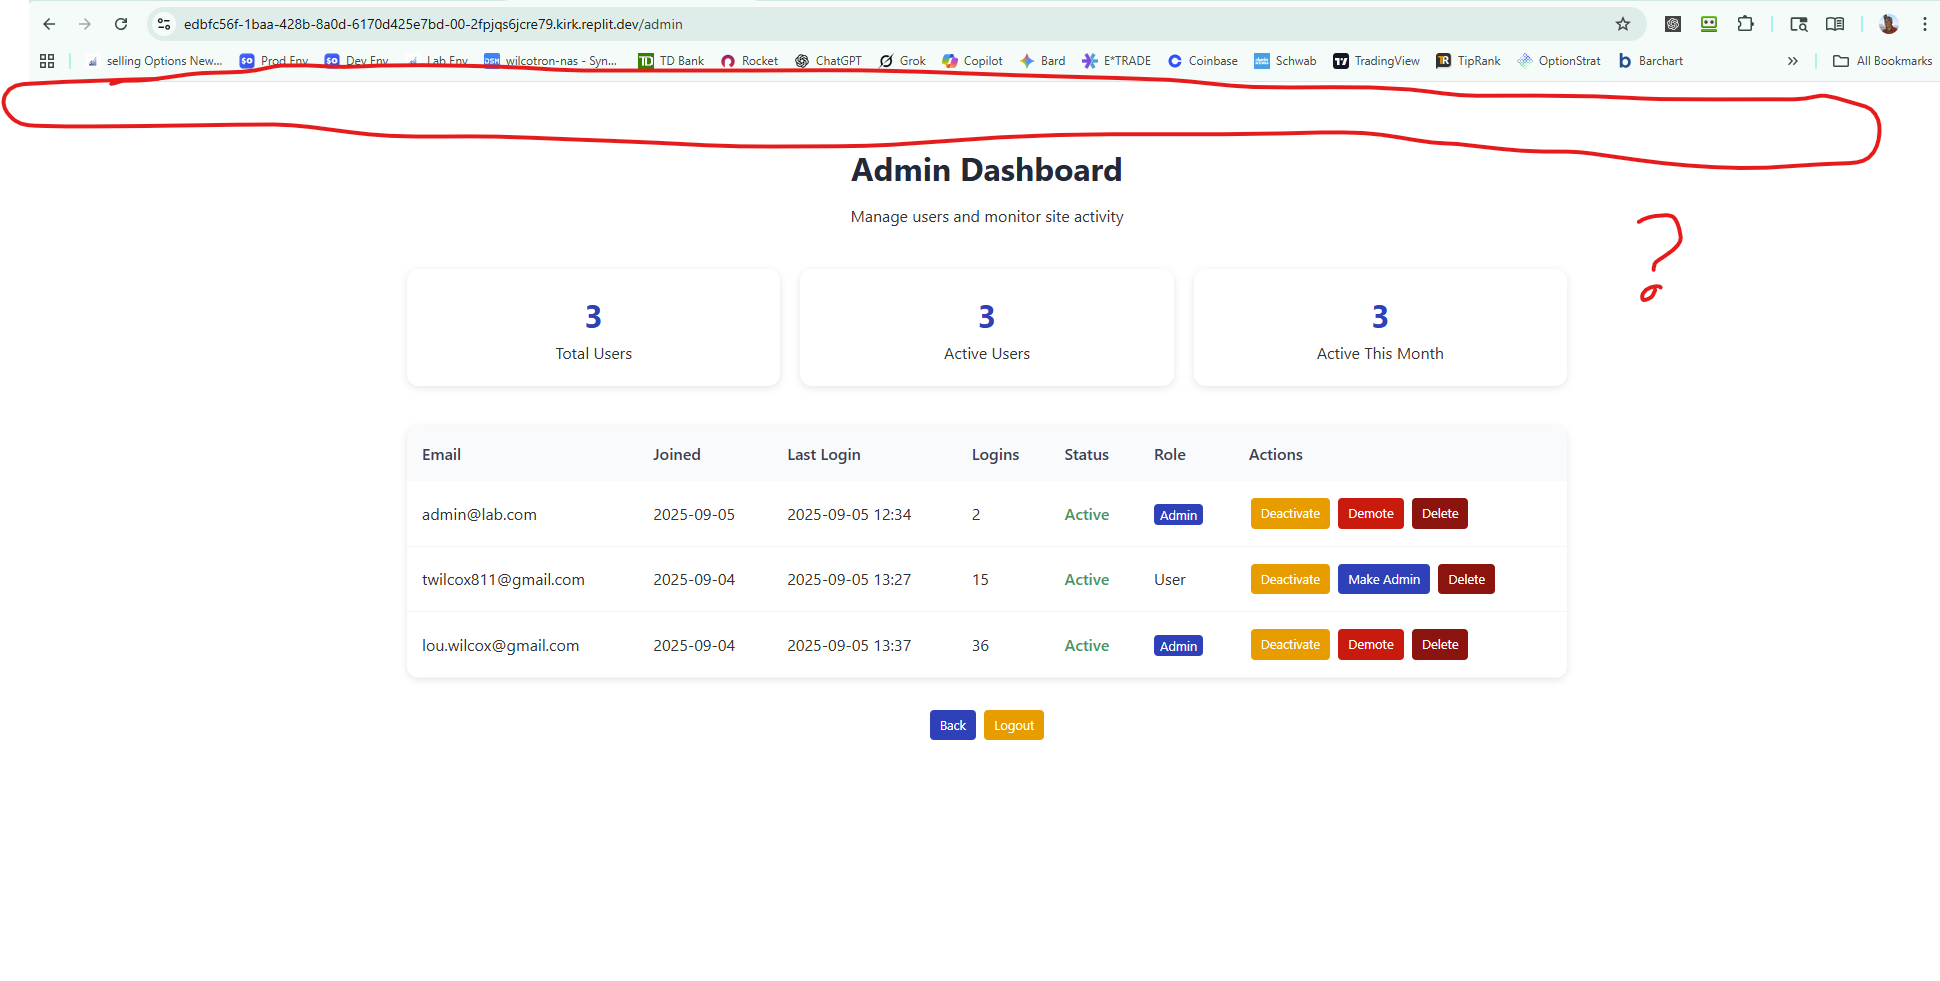 edbfc56f-1baa-428b-8a0d-6170d425e7bd-00-2fpjqs6jcre79.kirk.replit.dev/admin
selling Options New... Prod Env Dev Env Lab Env DSM wilcotron-nas - Syn... TD TD Bank Rocket ChatGPT Grok Copilot Bard E*TRADE Coinbase Schwab TradingView TR TipRank OptionStrat b Barchart » All Bookmarks
Admin Dashboard
Manage users and monitor site activity
?
3 3 3
Total Users Active Users Active This Month
Email Joined Last Login Logins Status Role Actions
admin@lab.com 2025-09-05 2025-09-05 12:34 2 Active Admin Deactivate Demote Delete
twilcox811@gmail.com 2025-09-04 2025-09-05 13:27 15 Active User Deactivate Make Admin Delete
lou.wilcox@gmail.com 2025-09-04 2025-09-05 13:37 36 Active Admin Deactivate Demote Delete
Back Logout